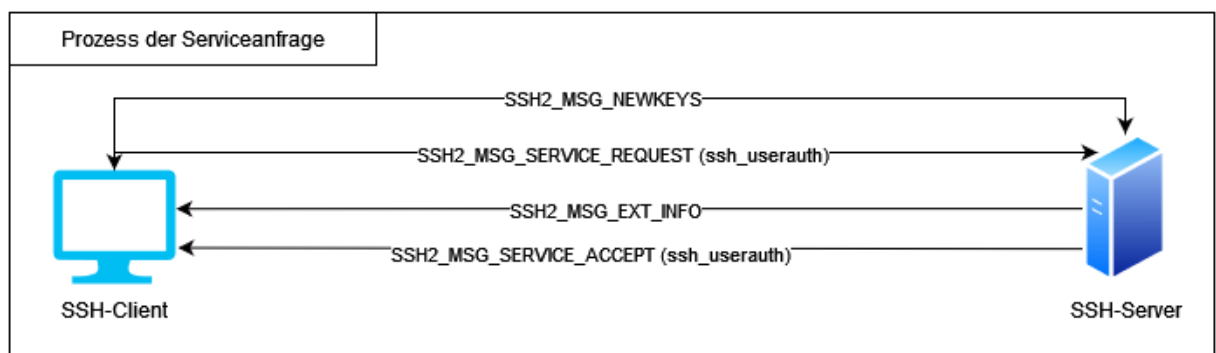 Prozess der Serviceanfrage
SSH2_MSG_NEWKEYS
SSH2_MSG_SERVICE_REQUEST (ssh_userauth)
SSH2_MSG_EXT_INFO
SSH2_MSG_SERVICE_ACCEPT (ssh_userauth)
SSH-Client
SSH-Server